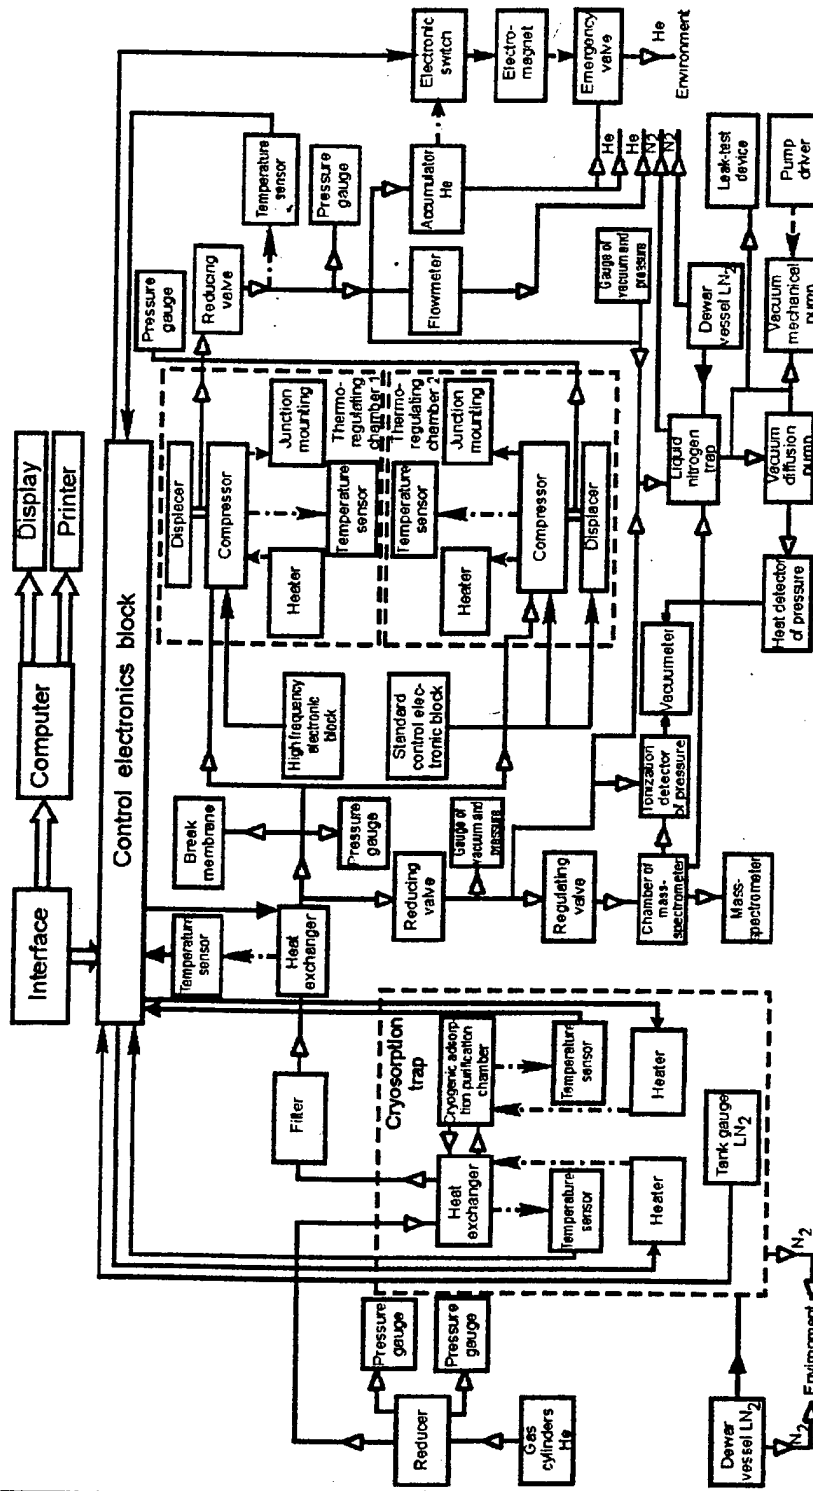 Interface
Computer
Display
Printer
Control electronics block
Temperature
sensor
Heat
exchanger
Filter
Break
membrane
Pressure
gauge
High frequency
electronic
block
Standard
control elec-
tronic block
Displacer
Compressor
Heater
Temperature
sensor
Junction
mounting
Thermo-
regulating
chamber 1
Thermo-
regulating
chamber 2
Temperature
sensor
Junction
mounting
Heater
Compressor
Displacer
Pressure
gauge
Reducing
valve
Temperature
sensor
Pressure
gauge
Flowmeter
Accumulator
He
Electronic
switch
Electro-
magnet
Emergency
valve
He
Environment
He
He
N2
N2
Gauge of
vacuum and
pressure
Dewar
vessel LN2
Leak-test
device
Pump
driver
Vacuum
mechanical
pump
Liquid
nitrogen
trap
Vacuum
diffusion
pump
Heat detector
of pressure
Vacuumeter
Ionization
detector
of pressure
Reducing
valve
Gauge of
vacuum and
pressure
Regulating
valve
Chamber of
mass-
spectrometer
Mass-
spectrometer
Cryosorption
trap
Cryogenic adsorp-
tion purification
chamber
Temperature
sensor
Heater
Heat
exchanger
Temperature
sensor
Heater
Tank gauge
LN2
Pressure
gauge
Pressure
gauge
Reducer
Gas
cylinders
He
Dewar
vessel LN2
N2
N2
Environment